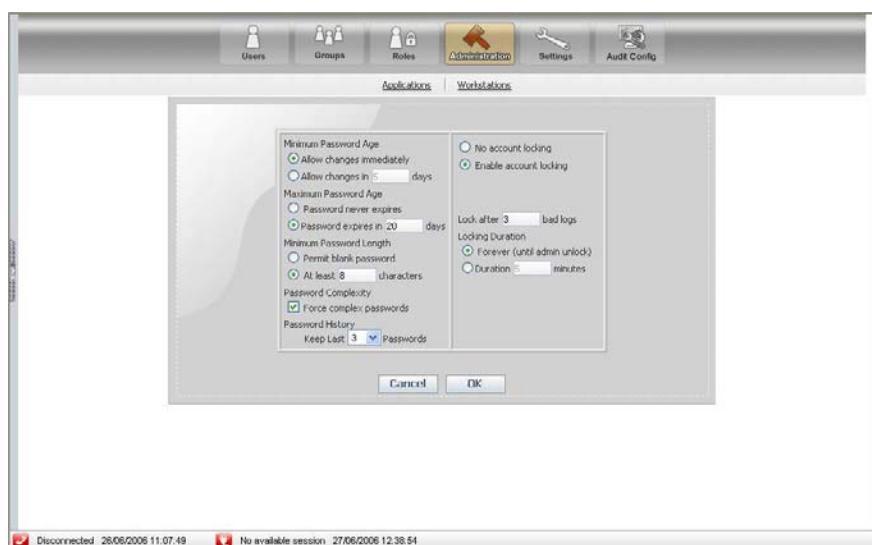 Users Groups Roles Administration Settings Audit Config
Applications Workstations
Minimum Password Age
Allow changes immediately
Allow changes in 5 days
Maximum Password Age
Password never expires
Password expires in 20 days
Minimum Password Length
Permit blank password
At least 8 characters
Password Complexity
Force complex passwords
Password History
Keep Last 3 Passwords
No account locking
Enable account locking
Lock after 3 bad logs
Locking Duration
Forever (until admin unlock)
Duration 5 minutes
Cancel OK
Disconnected 26/06/2006 11:07:49 No available session 27/06/2006 12:38:54